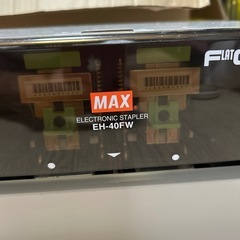 FLAT
MAX
ELECTRONIC STAPLER
EH-40FW